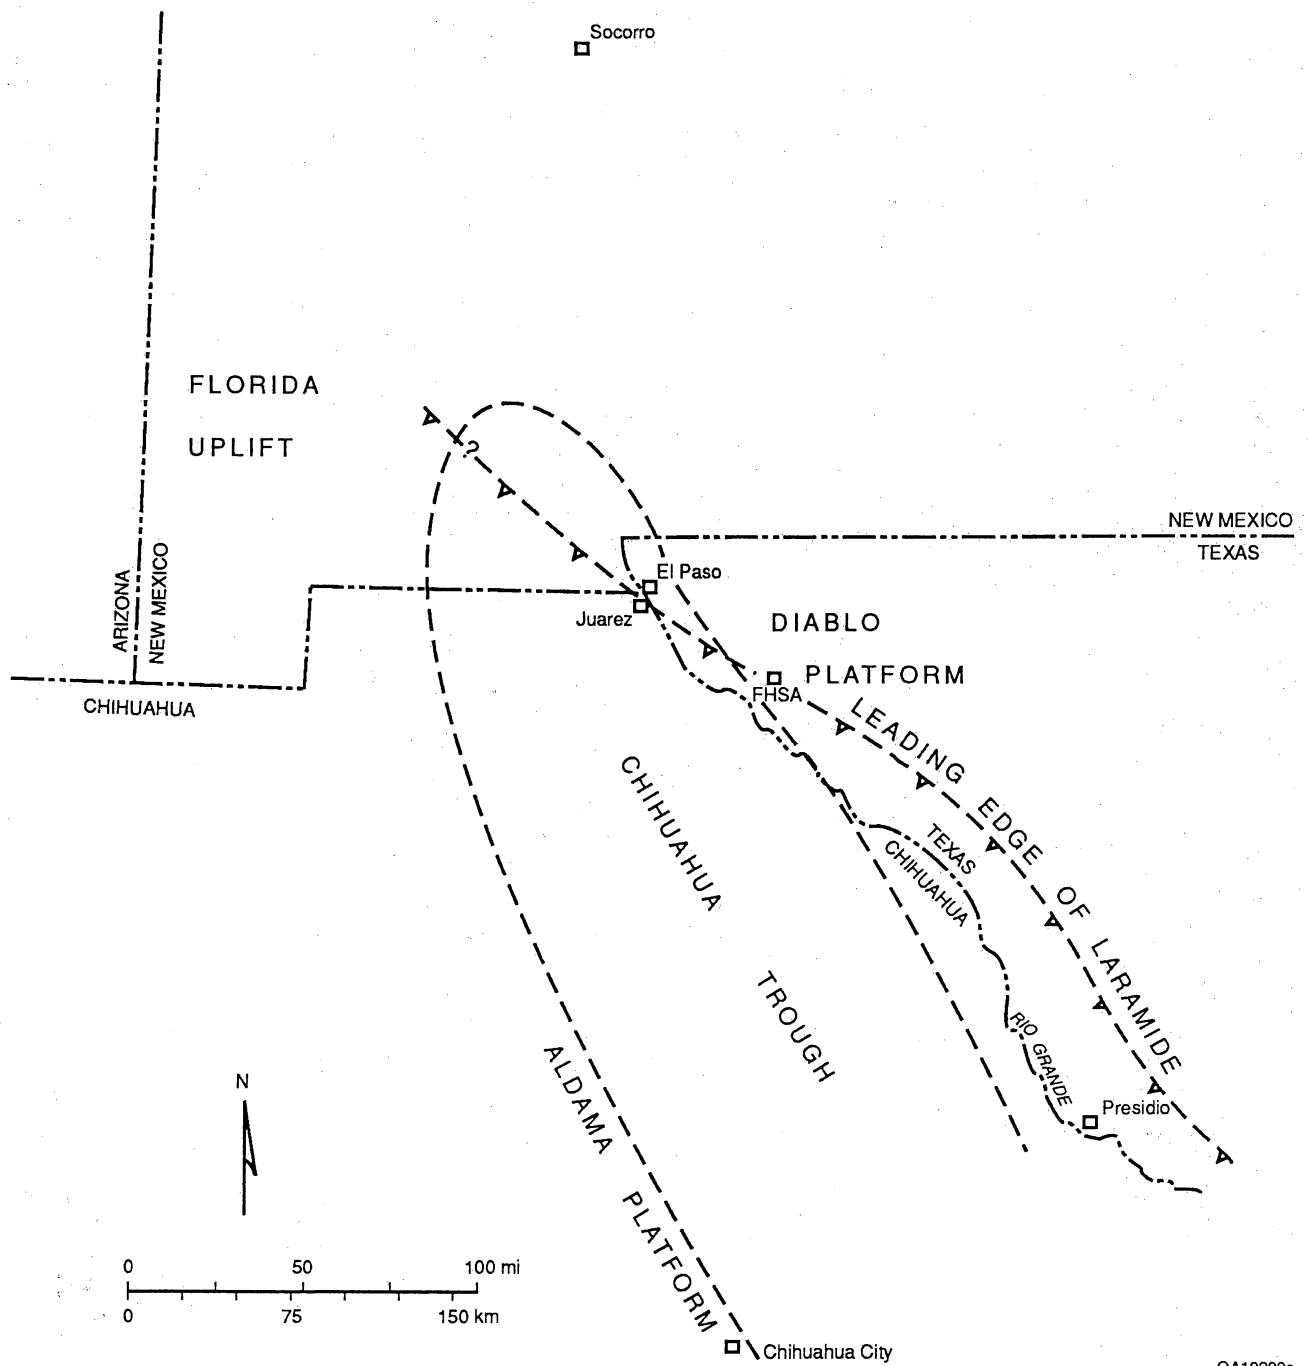 Socorro
FLORIDA
UPLIFT
?
NEW MEXICO
TEXAS
ARIZONA
NEW MEXICO
El Paso
Juarez
DIABLO
PLATFORM
FHSA
CHIHUAHUA
LEADING EDGE OF LARAMIDE
CHIHUAHUA TROUGH
TEXAS
CHIHUAHUA
RIO GRANDE
Presidio
ALDAMA PLATFORM
N
0 50 100 mi
0 75 150 km
Chihuahua City